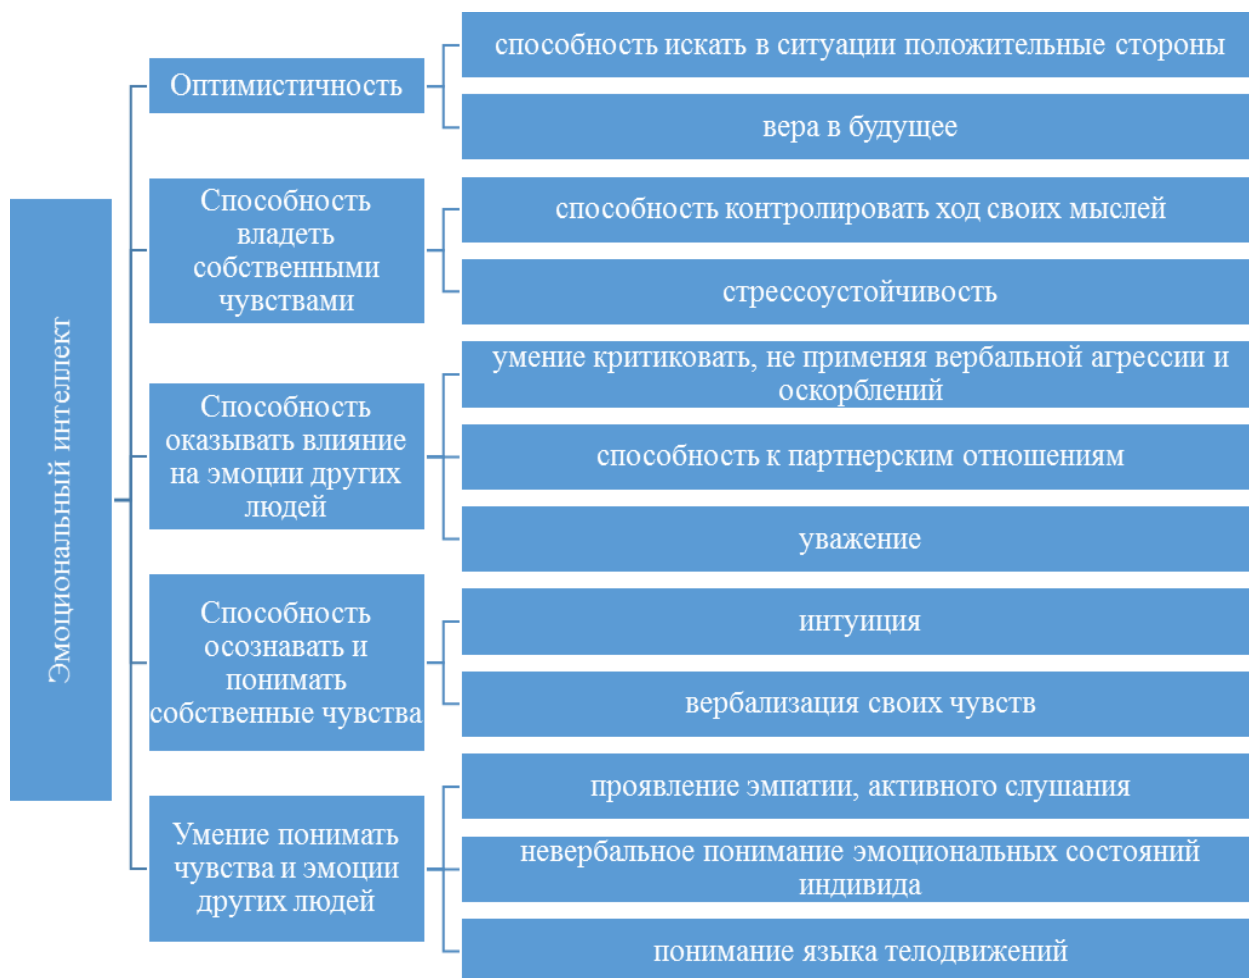 Эмоциональный интеллект
Оптимистичность
способность искать в ситуации положительные стороны
вера в будущее
Способность
владеть
собственными
чувствами
способность контролировать ход своих мыслей
стрессоустойчивость
Способность
оказывать влияние
на эмоции других
людей
умение критиковать, не применяя вербальной агрессии и
оскорблений
способность к партнерским отношениям
уважение
Способность
осознавать и
понимать
собственные чувства
интуиция
вербализация своих чувств
Умение понимать
чувства и эмоции
других людей
проявление эмпатии, активного слушания
невербальное понимание эмоциональных состояний
индивида
понимание языка телодвижений